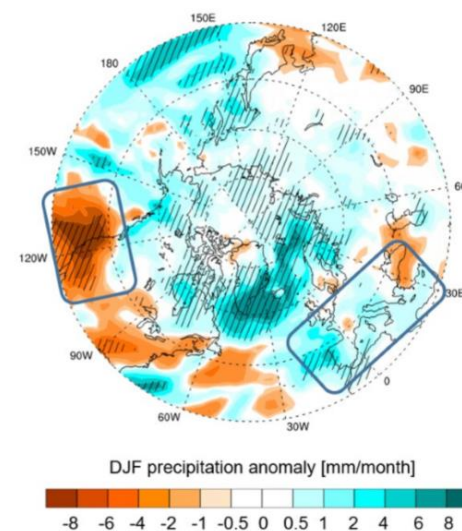 150E
120E
180
90E
150W
60
120W
30E
90W
0
60W
30W
DJF precipitation anomaly [mm/month]
-8 -6 -4 -2 -1 -0.5 0 0.5 1 2 4 6 8